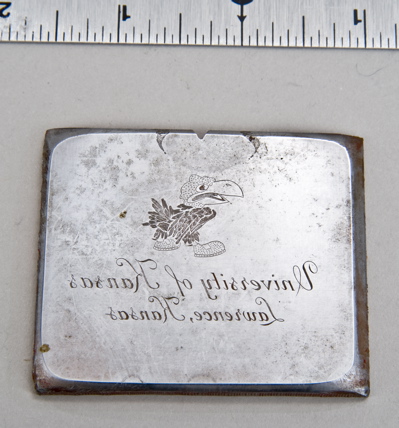 2 1 1
University of Kansas
Lawrence, Kansas